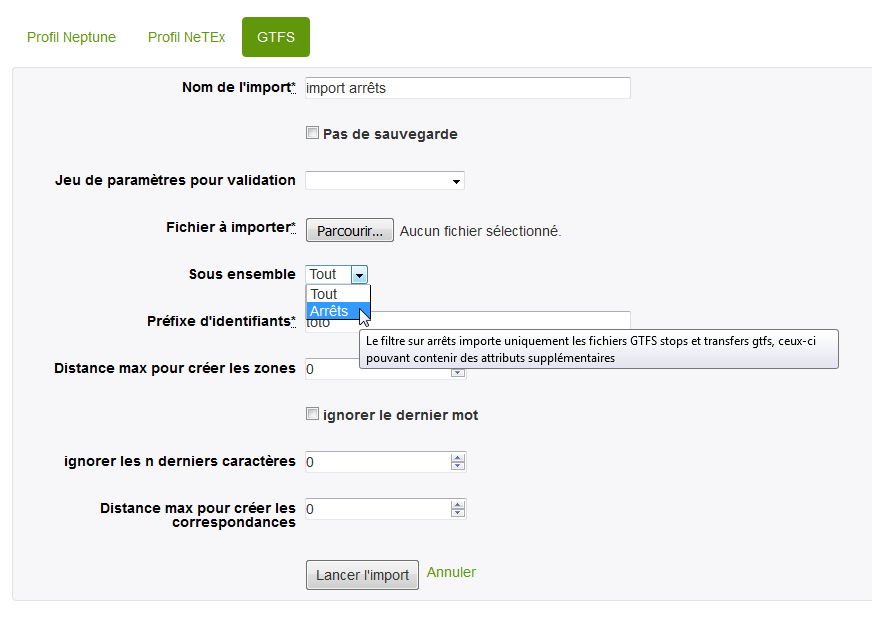 Profil Neptune Profil NeTEx GTFS
Nom de l'import* import arrêts
Pas de sauvegarde
Jeu de paramètres pour validation
Fichier à importer* Parcourir... Aucun fichier sélectionné.
Sous ensemble Tout
Tout
Arrêts
Préfixe d'identifiants* toto
Le filtre sur arrêts importe uniquement les fichiers GTFS stops et transfers gtfs, ceux-ci
pouvant contenir des attributs supplémentaires
Distance max pour créer les zones 0
ignorer le dernier mot
ignorer les n derniers caractères 0
Distance max pour créer les 0
correspondances
Lancer l'import Annuler